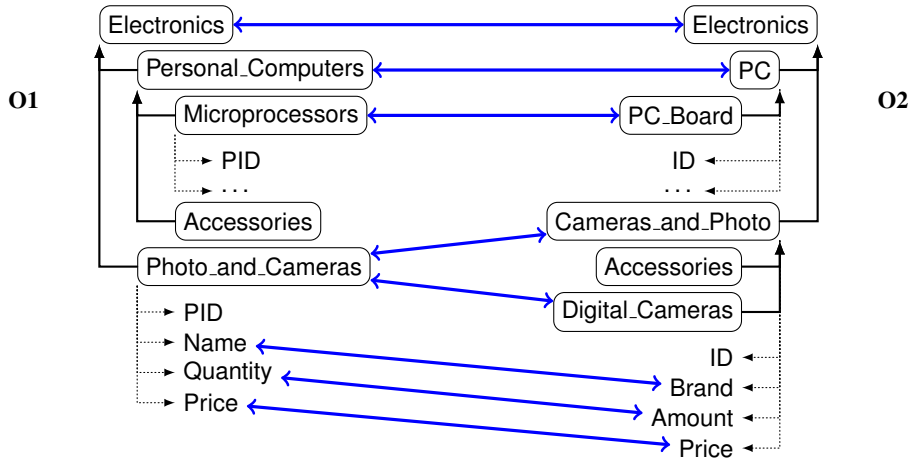 Electronics Electronics
Personal_Computers PC
O1 O2
Microprocessors PC_Board
PID ID
... ...
Accessories Cameras_and_Photo
Photo_and_Cameras Accessories
PID Digital_Cameras
Name ID
Quantity Brand
Price Amount
Price